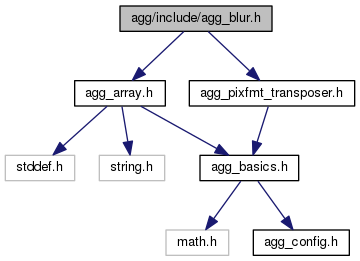 agg/include/agg_blur.h
agg_array.h
agg_pixfmt_transposer.h
stddef.h
string.h
agg_basics.h
math.h
agg_config.h